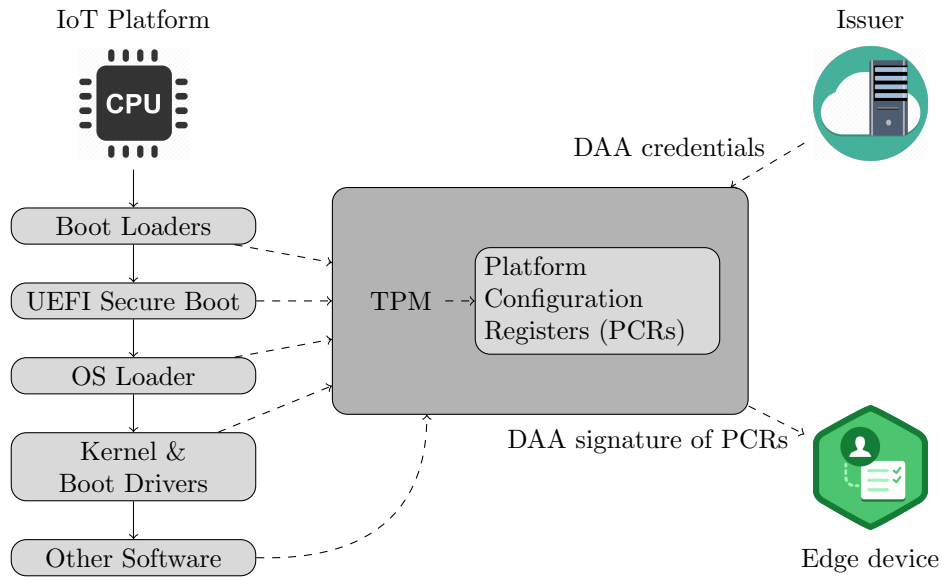 IoT Platform
Issuer
CPU
DAA credentials
Boot Loaders
UEFI Secure Boot
OS Loader
Kernel &
Boot Drivers
Other Software
TPM
Platform
Configuration
Registers (PCRs)
DAA signature of PCRs
Edge device